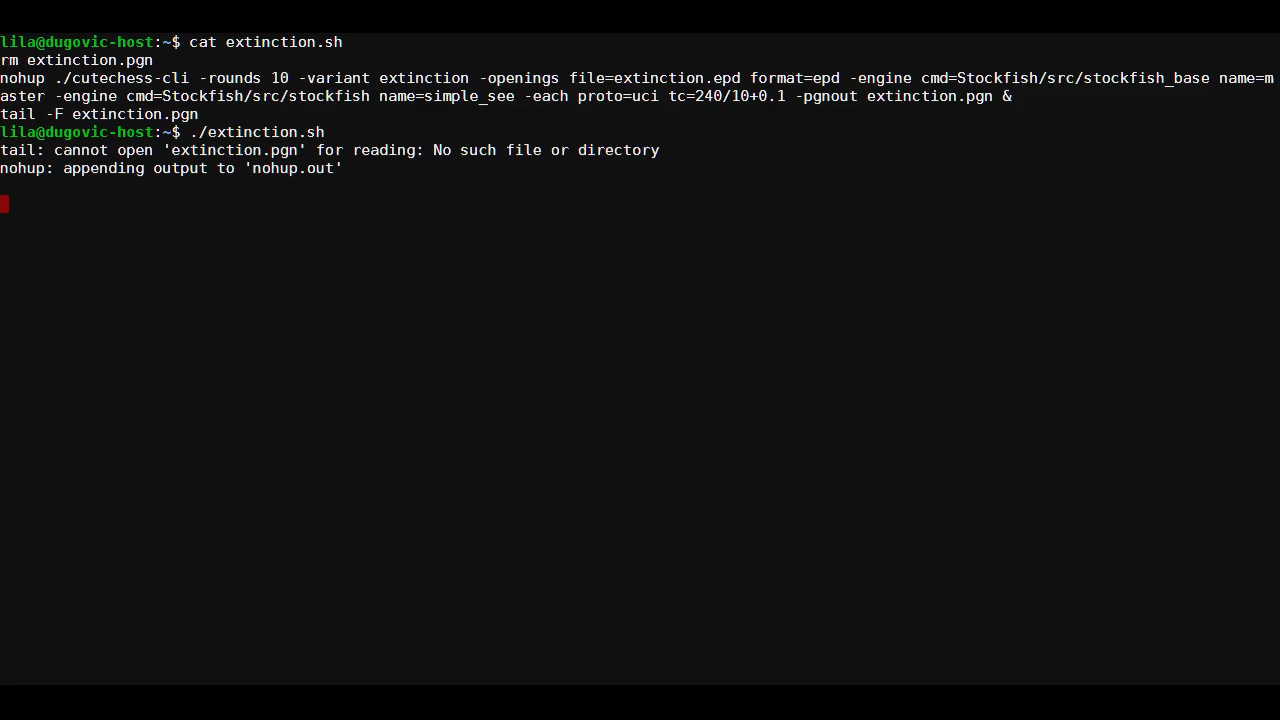 lila@dugovic-host:~$ cat extinction.sh
rm extinction.pgn
nohup ./cutechess-cli -rounds 10 -variant extinction -openings file=extinction.epd format=epd -engine cmd=Stockfish/src/stockfish_base name=m
aster -engine cmd=Stockfish/src/stockfish name=simple_see -each proto=uci tc=240/10+0.1 -pgnout extinction.pgn &
tail -F extinction.pgn
lila@dugovic-host:~$ ./extinction.sh
tail: cannot open 'extinction.pgn' for reading: No such file or directory
nohup: appending output to 'nohup.out'